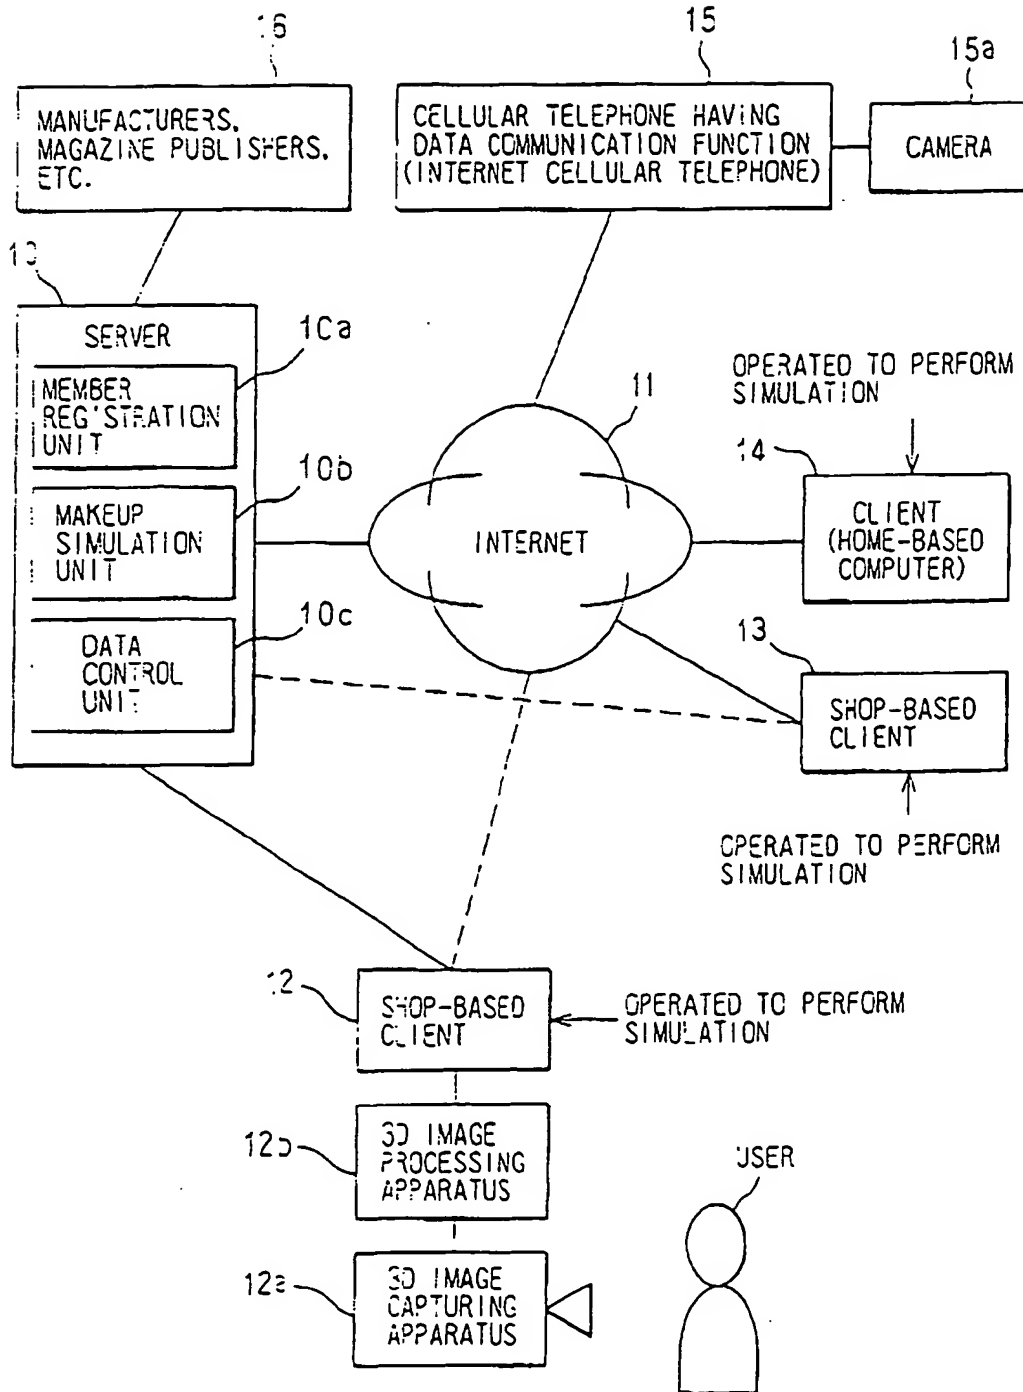 16
MANUFACTURERS,
MAGAZINE PUBLISHERS,
ETC.
15
CELLULAR TELEPHONE HAVING
DATA COMMUNICATION FUNCTION
(INTERNET CELLULAR TELEPHONE)
15a
CAMERA
10
SERVER
10a
MEMBER
REGISTRATION
UNIT
10b
MAKEUP
SIMULATION
UNIT
10c
DATA
CONTROL
UNIT
11
INTERNET
OPERATED TO PERFORM
SIMULATION
14
CLIENT
(HOME-BASED
COMPUTER)
13
SHOP-BASED
CLIENT
OPERATED TO PERFORM
SIMULATION
12
SHOP-BASED
CLIENT
OPERATED TO PERFORM
SIMULATION
12b
3D IMAGE
PROCESSING
APPARATUS
12a
3D IMAGE
CAPTURING
APPARATUS
USER